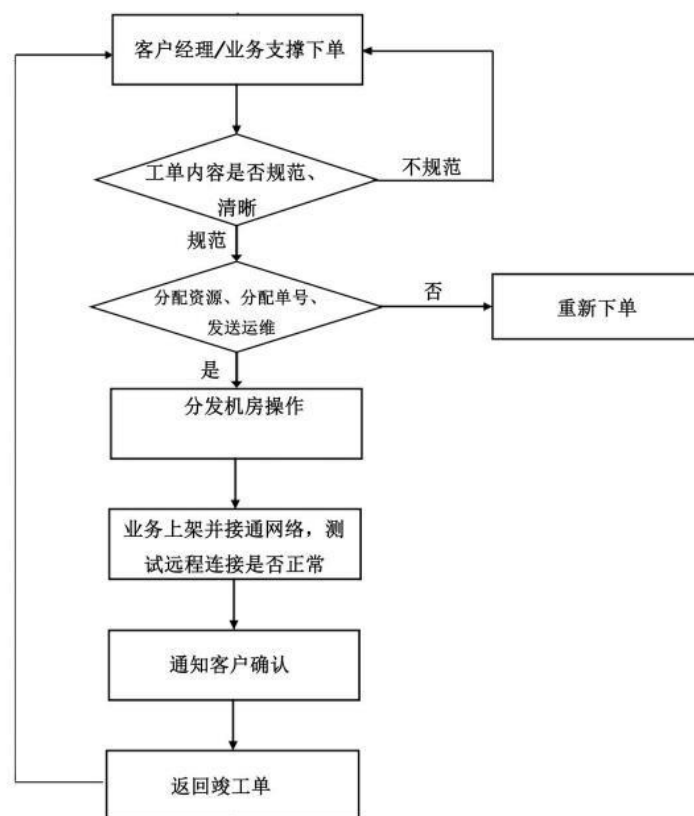 客户经理/业务支撑下单
工单内容是否规范、
清晰
不规范
规范
分配资源、分配单号、
发送运维
否
重新下单
是
分发机房操作
业务上架并接通网络，测
试远程连接是否正常
通知客户确认
返回竣工单